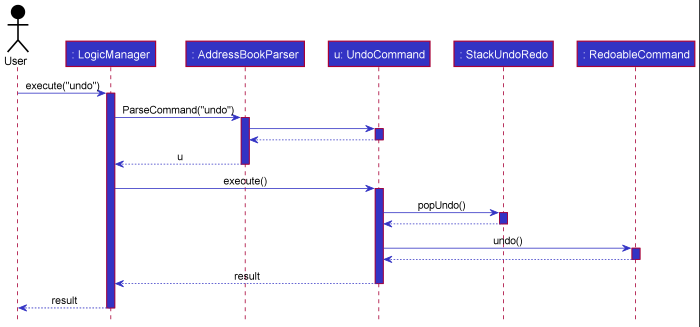 User
: LogicManager
: AddressBookParser
u: UndoCommand
: StackUndoRedo
: RedoableCommand
execute("undo")
ParseCommand("undo")
u
execute()
popUndo()
undo()
result
result